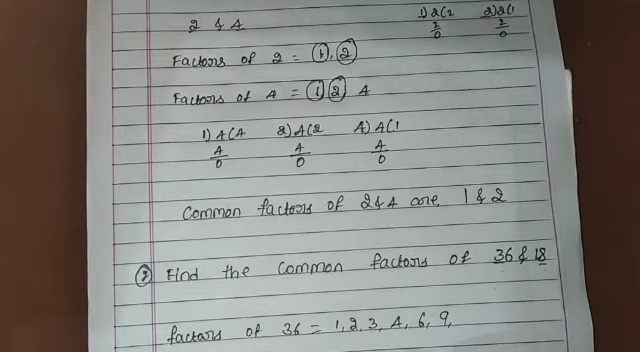 2 & 4
1)2(2 2)2(1
2 2
0 0
Factors of 2 = 1, 2
Factors of 4 = 1 2 4
1)4(4 2)4(2 4)4(1
4 4 4
0 0 0
Common factors of 2 & 4 are 1 & 2
Find the common factors of 36 & 18
factors of 36 = 1, 2, 3, 4, 6, 9,